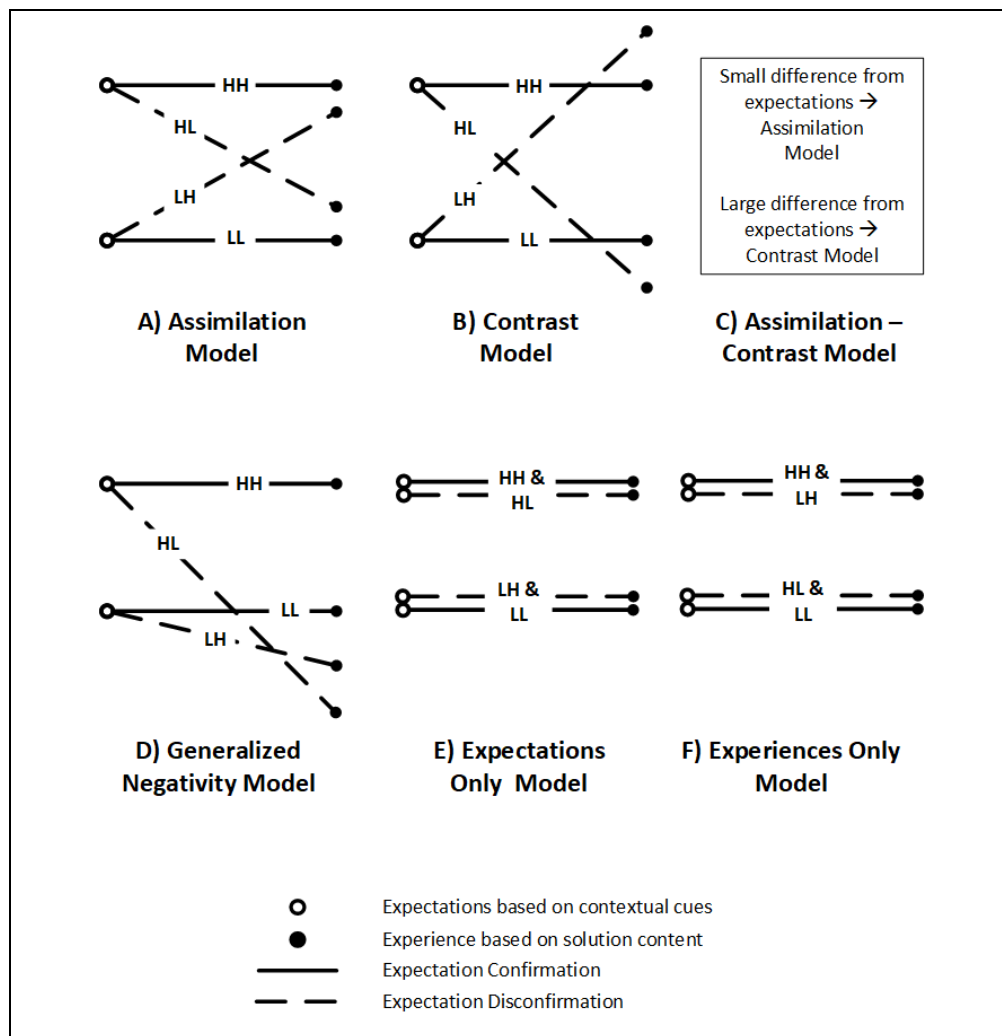 HH
HL
LH
LL
A) Assimilation
Model
HH
HL
LH
LL
B) Contrast
Model
Small difference from
expectations →
Assimilation
Model
Large difference from
expectations →
Contrast Model
C) Assimilation –
Contrast Model
HH
HL
LL
LH
D) Generalized
Negativity Model
HH &
HL
LH &
LL
E) Expectations
Only Model
HH &
LH
HL &
LL
F) Experiences Only
Model
Expectations based on contextual cues
Experience based on solution content
Expectation Confirmation
Expectation Disconfirmation